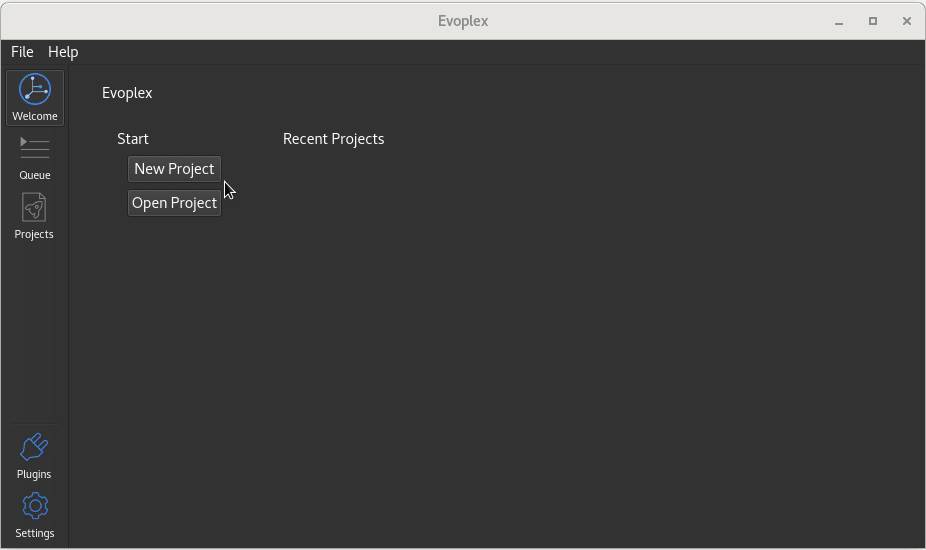 Evoplex
File Help
Welcome
Queue
Projects
Plugins
Settings
Evoplex
Start
New Project
Open Project
Recent Projects